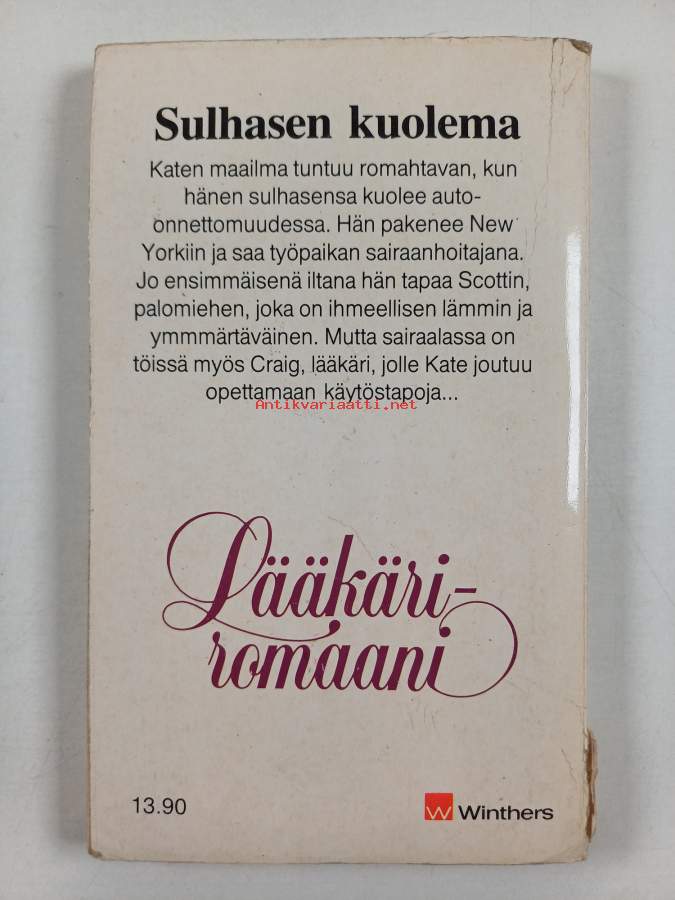 Sulhasen kuolema
Katen maailma tuntuu romahtavan, kun
hänen sulhasensa kuolee auto-
onnettomuudessa. Hän pakenee New
Yorkiin ja saa työpaikan sairaanhoitajana.
Jo ensimmäisenä iltana hän tapaa Scottin,
palomiehen, joka on ihmeellisen lämmin ja
ymmmärtäväinen. Mutta sairaalassa on
töissä myös Craig, lääkäri, jolle Kate joutuu
opettamaan käytöstapoja...
Antikvariaatti.net
Lääkäri-
romaani
13.90
W Winthers